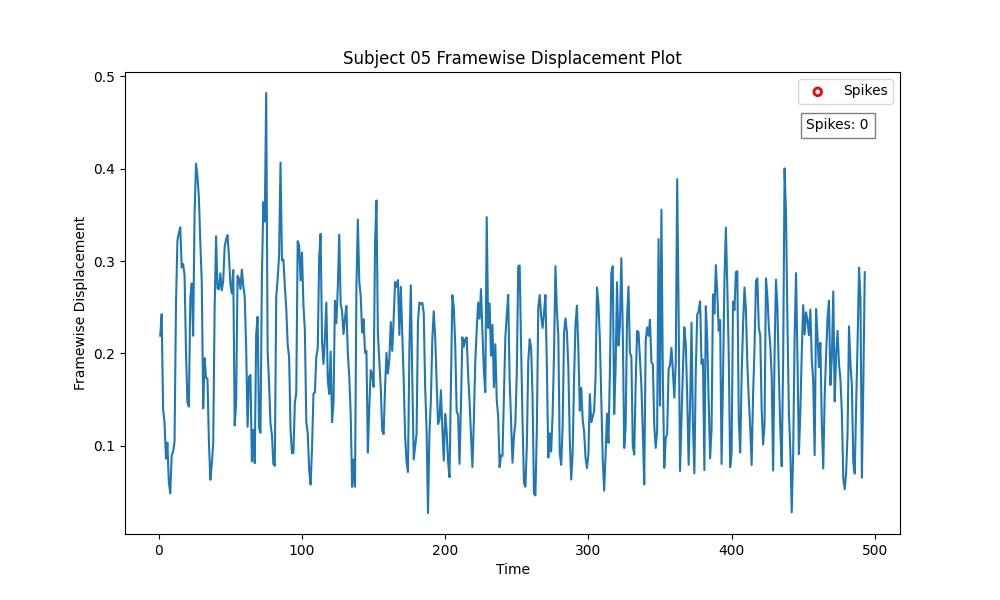 Subject 05 Framewise Displacement Plot
Spikes
Spikes: 0
Framewise Displacement
0.5
0.4
0.3
0.2
0.1
0 100 200 300 400 500
Time